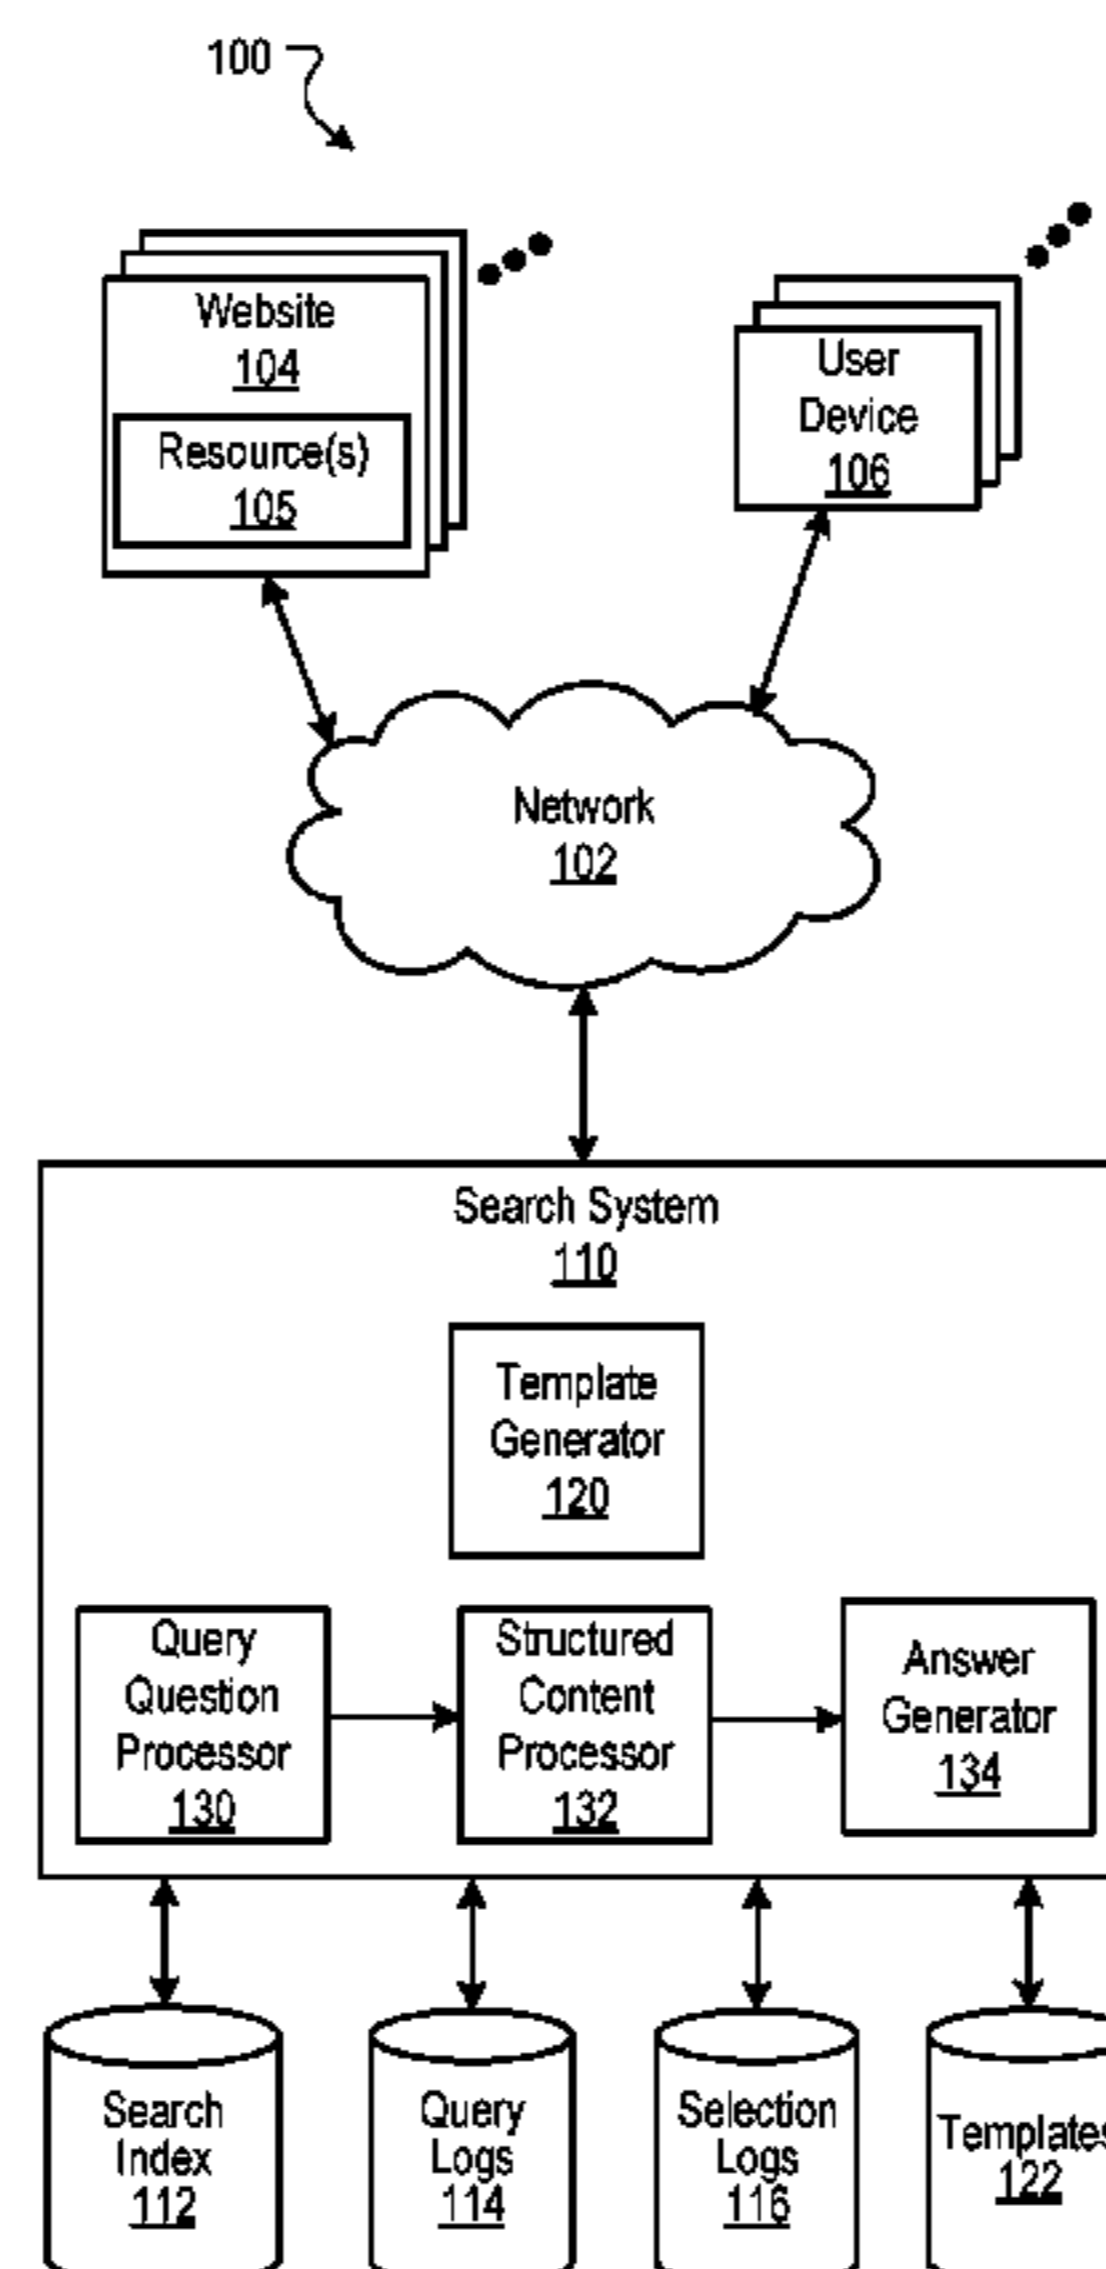 100
Website
104
Resource(s)
105
User
Device
106
Network
102
Search System
110
Template
Generator
120
Query
Question
Processor
130
Structured
Content
Processor
132
Answer
Generator
134
Search
Index
112
Query
Logs
114
Selection
Logs
116
Templates
122